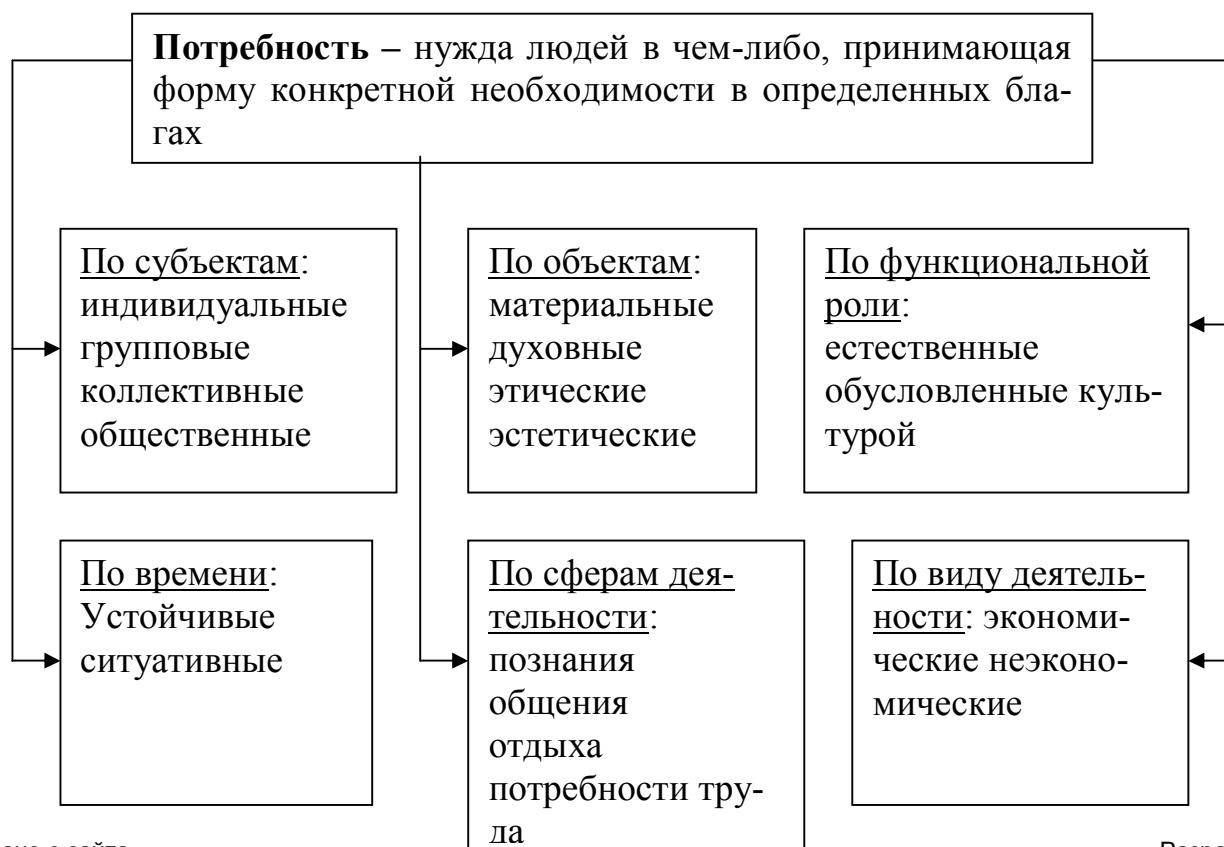 Потребность – нужда людей в чем-либо, принимающая
форму конкретной необходимости в определенных бла-
гах
По субъектам:
индивидуальные
групповые
коллективные
общественные
По объектам:
материальные
духовные
этические
эстетические
По функциональной
роли:
естественные
обусловленные куль-
турой
По времени:
Устойчивые
ситуативные
По сферам дея-
тельности:
познания
общения
отдыха
потребности тру-
да
По виду деятель-
ности: экономи-
ческие неэконо-
мические